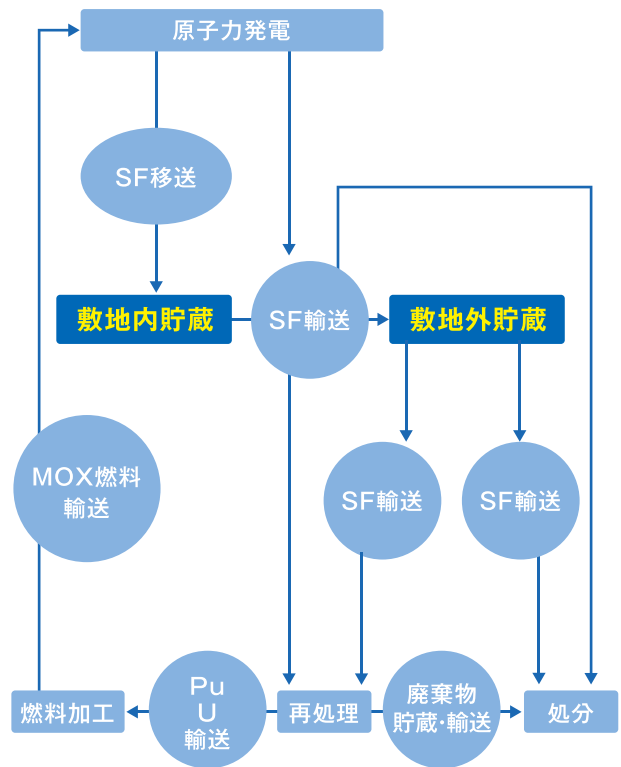 原子力発電
SF移送
敷地内貯蔵
SF輸送
敷地外貯蔵
MOX燃料
輸送
SF輸送
SF輸送
燃料加工
Pu
U
輸送
再処理
廃棄物
貯蔵・輸送
処分